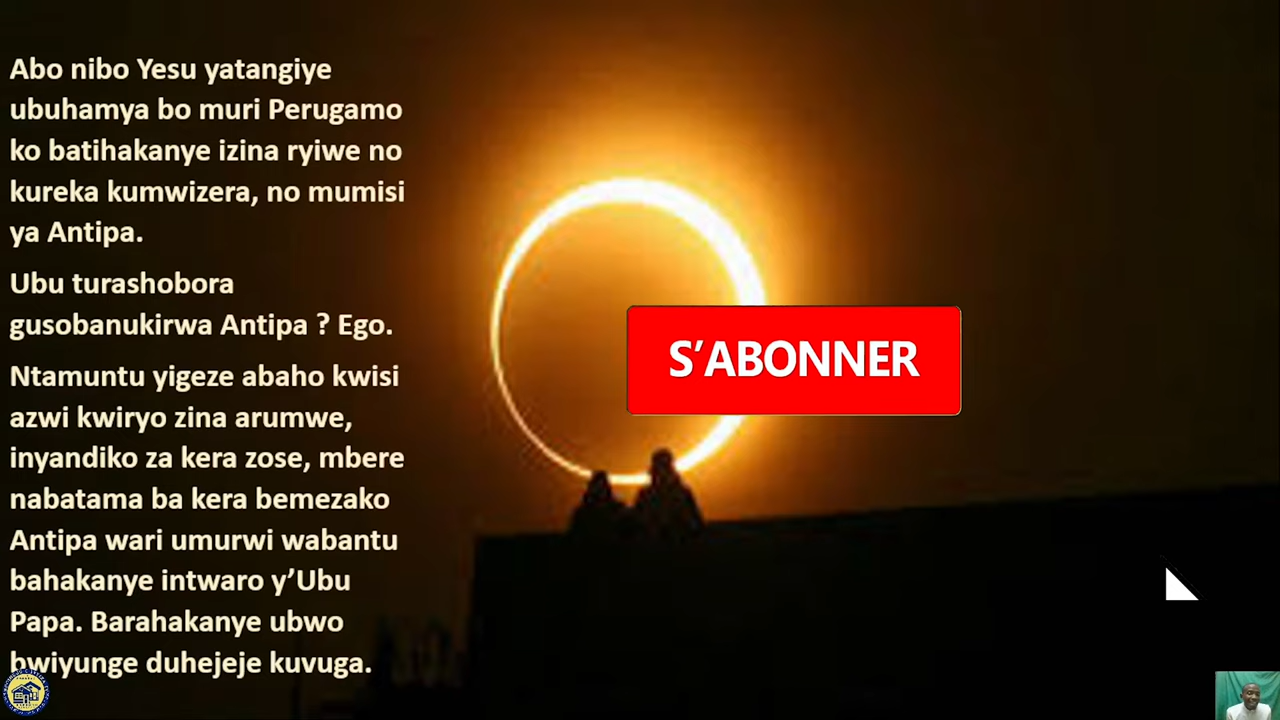 Abo nibo Yesu yatangiye
ubuhamya bo muri Perugamo
ko batihakanye izina ryiwe no
kureka kumwizera, no mumisi
ya Antipa.
Ubu turashobora
gusobanukirwa Antipa ? Ego.
Ntamuntu yigeze abaho kwisi
azwi kwiryo zina arumwe,
inyandiko za kera zose, mbere
nabatama ba kera bemezako
Antipa wari umurwi wabantu
bahakanye intwaro y’Ubu
Papa. Barahakanye ubwo
bwiyunge duhejeje kuvuga.
S’ABONNER